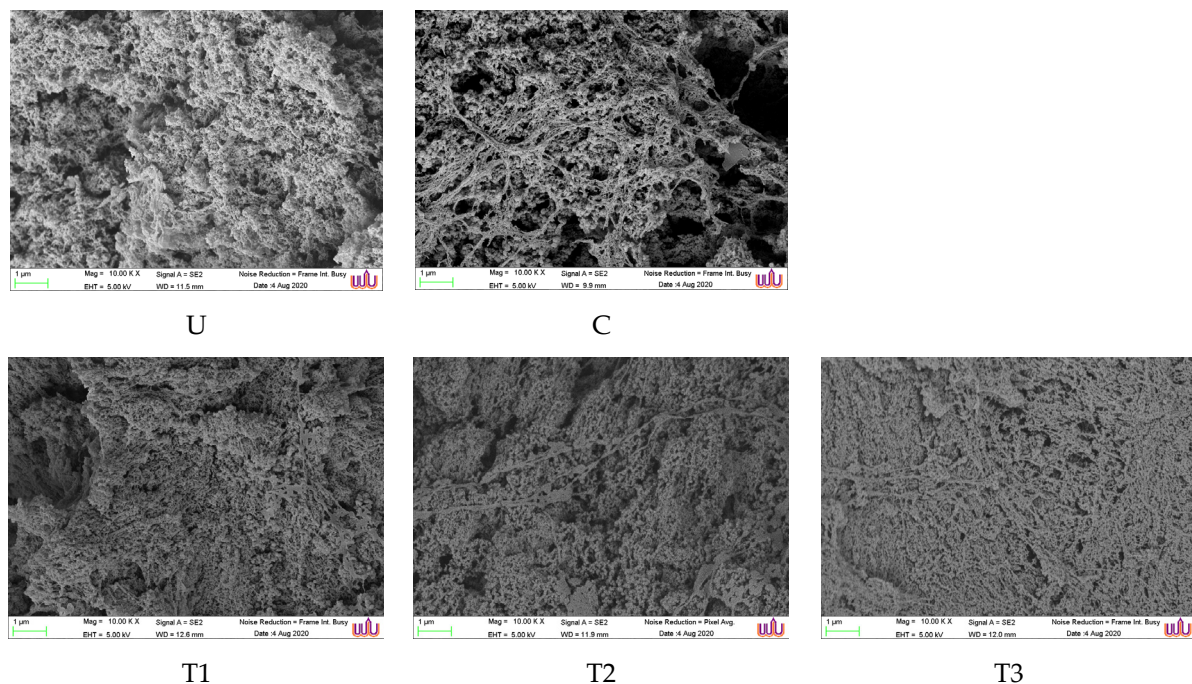 1 µm Mag = 10.00 K X Signal A = SE2 Noise Reduction = Frame Int. Busy
EHT = 5.00 kV WD = 11.5 mm Date :4 Aug 2020
1 µm Mag = 10.00 K X Signal A = SE2 Noise Reduction = Frame Int. Busy
EHT = 5.00 kV WD = 9.9 mm Date :4 Aug 2020
U
C
1 µm Mag = 10.00 K X Signal A = SE2 Noise Reduction = Frame Int. Busy
EHT = 5.00 kV WD = 12.6 mm Date :4 Aug 2020
1 µm Mag = 10.00 K X Signal A = SE2 Noise Reduction = Pixel Avg.
EHT = 5.00 kV WD = 11.9 mm Date :4 Aug 2020
1 µm Mag = 10.00 K X Signal A = SE2 Noise Reduction = Frame Int. Busy
EHT = 5.00 kV WD = 12.0 mm Date :4 Aug 2020
T1
T2
T3